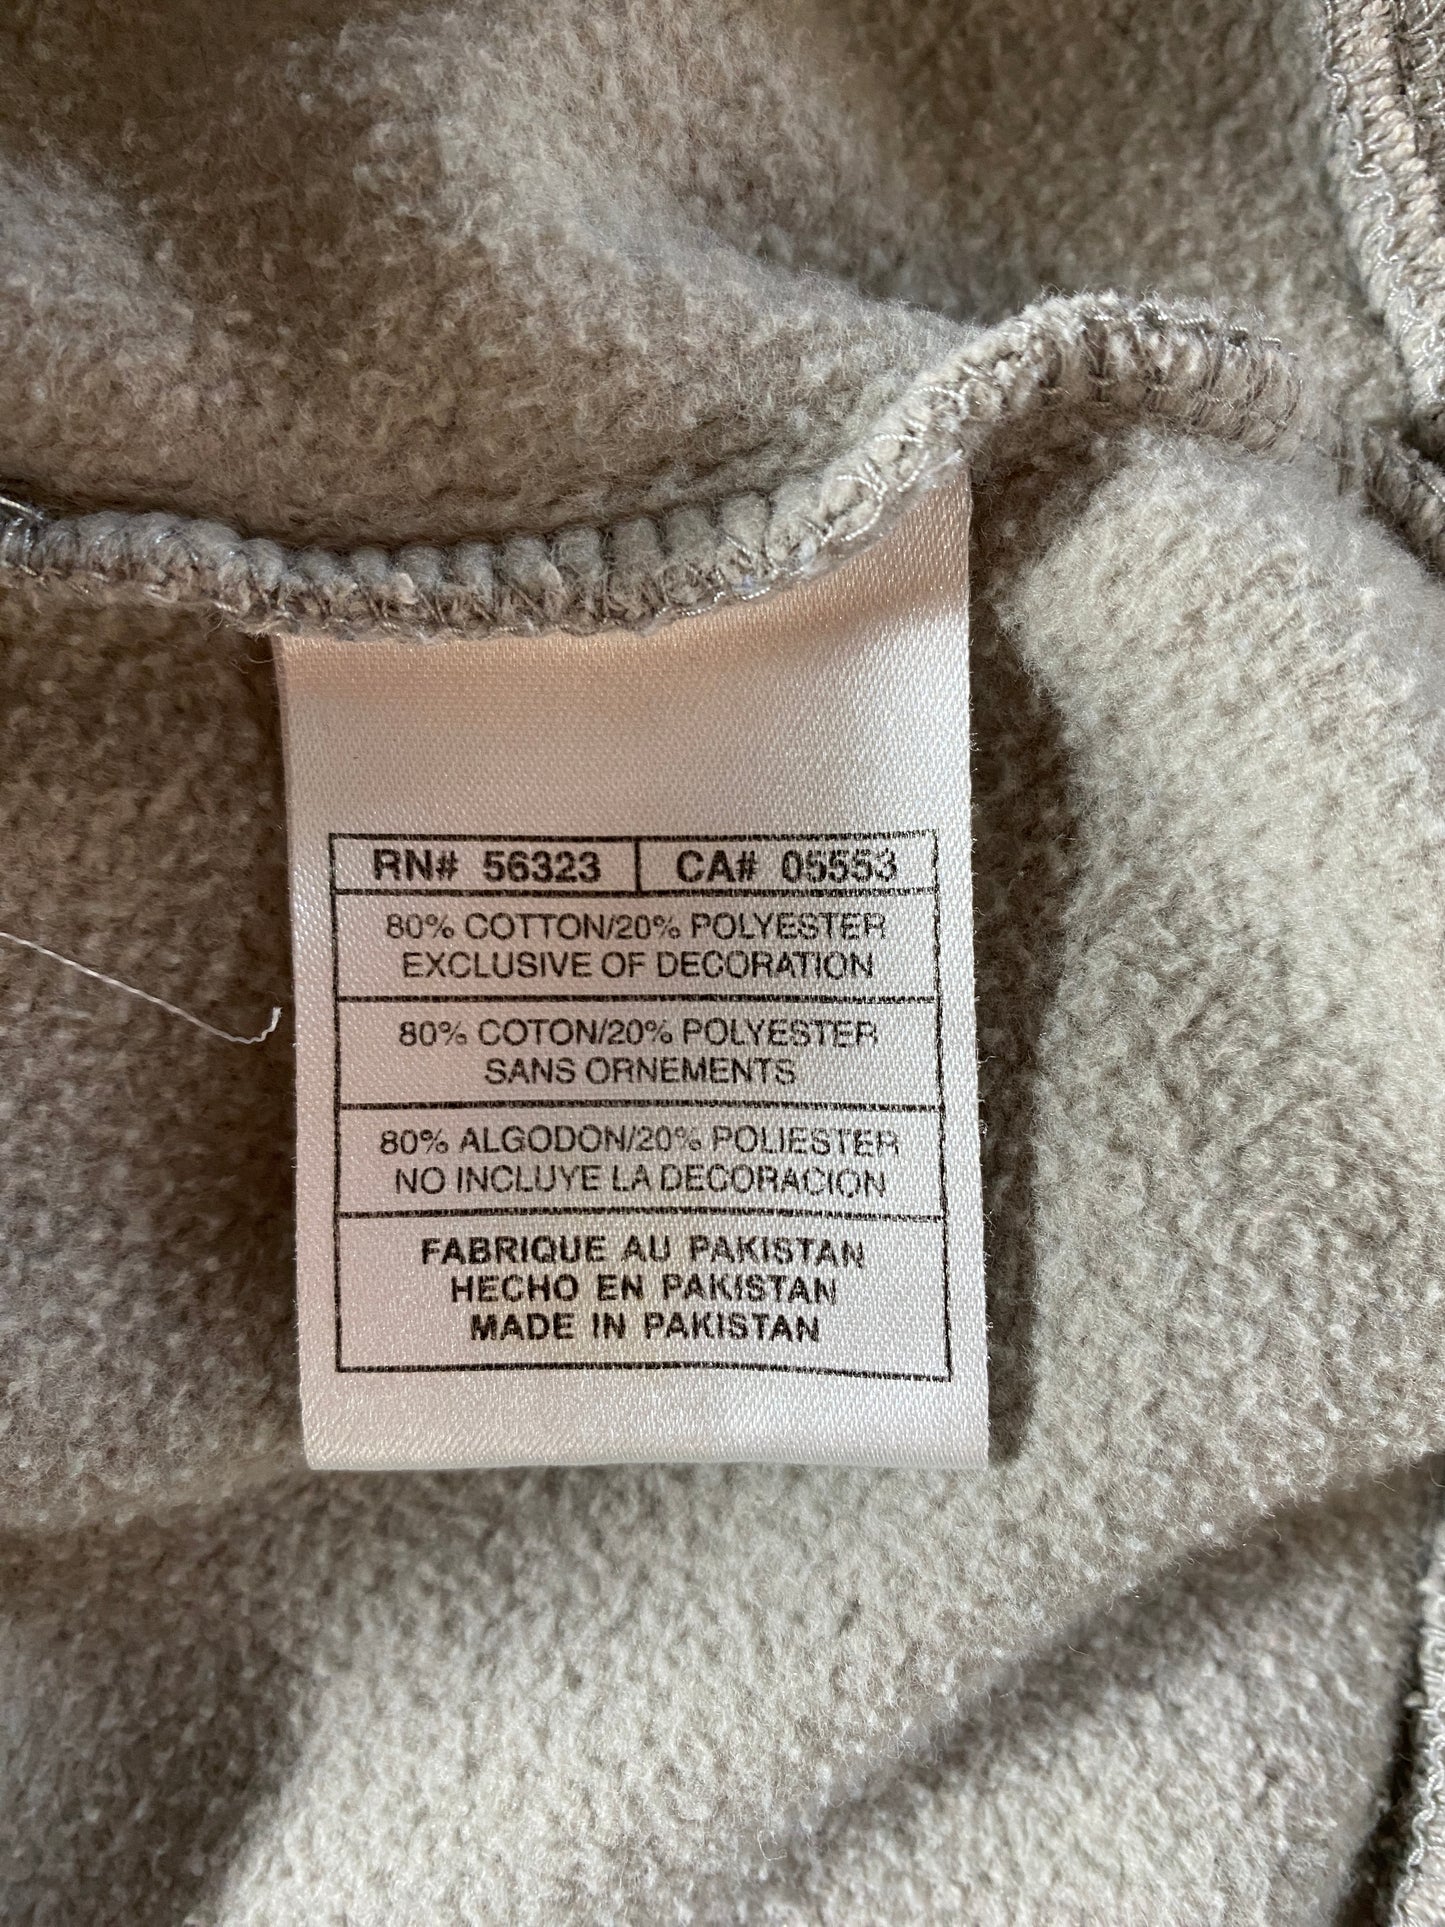 RN# 56323 CA# 05553
80% COTTON/20% POLYESTER
EXCLUSIVE OF DECORATION
80% COTON/20% POLYESTER
SANS ORNEMENTS
80% ALGODON/20% POLIESTER
NO INCLUYE LA DECORACION
FABRIQUE AU PAKISTAN
HECHO EN PAKISTAN
MADE IN PAKISTAN